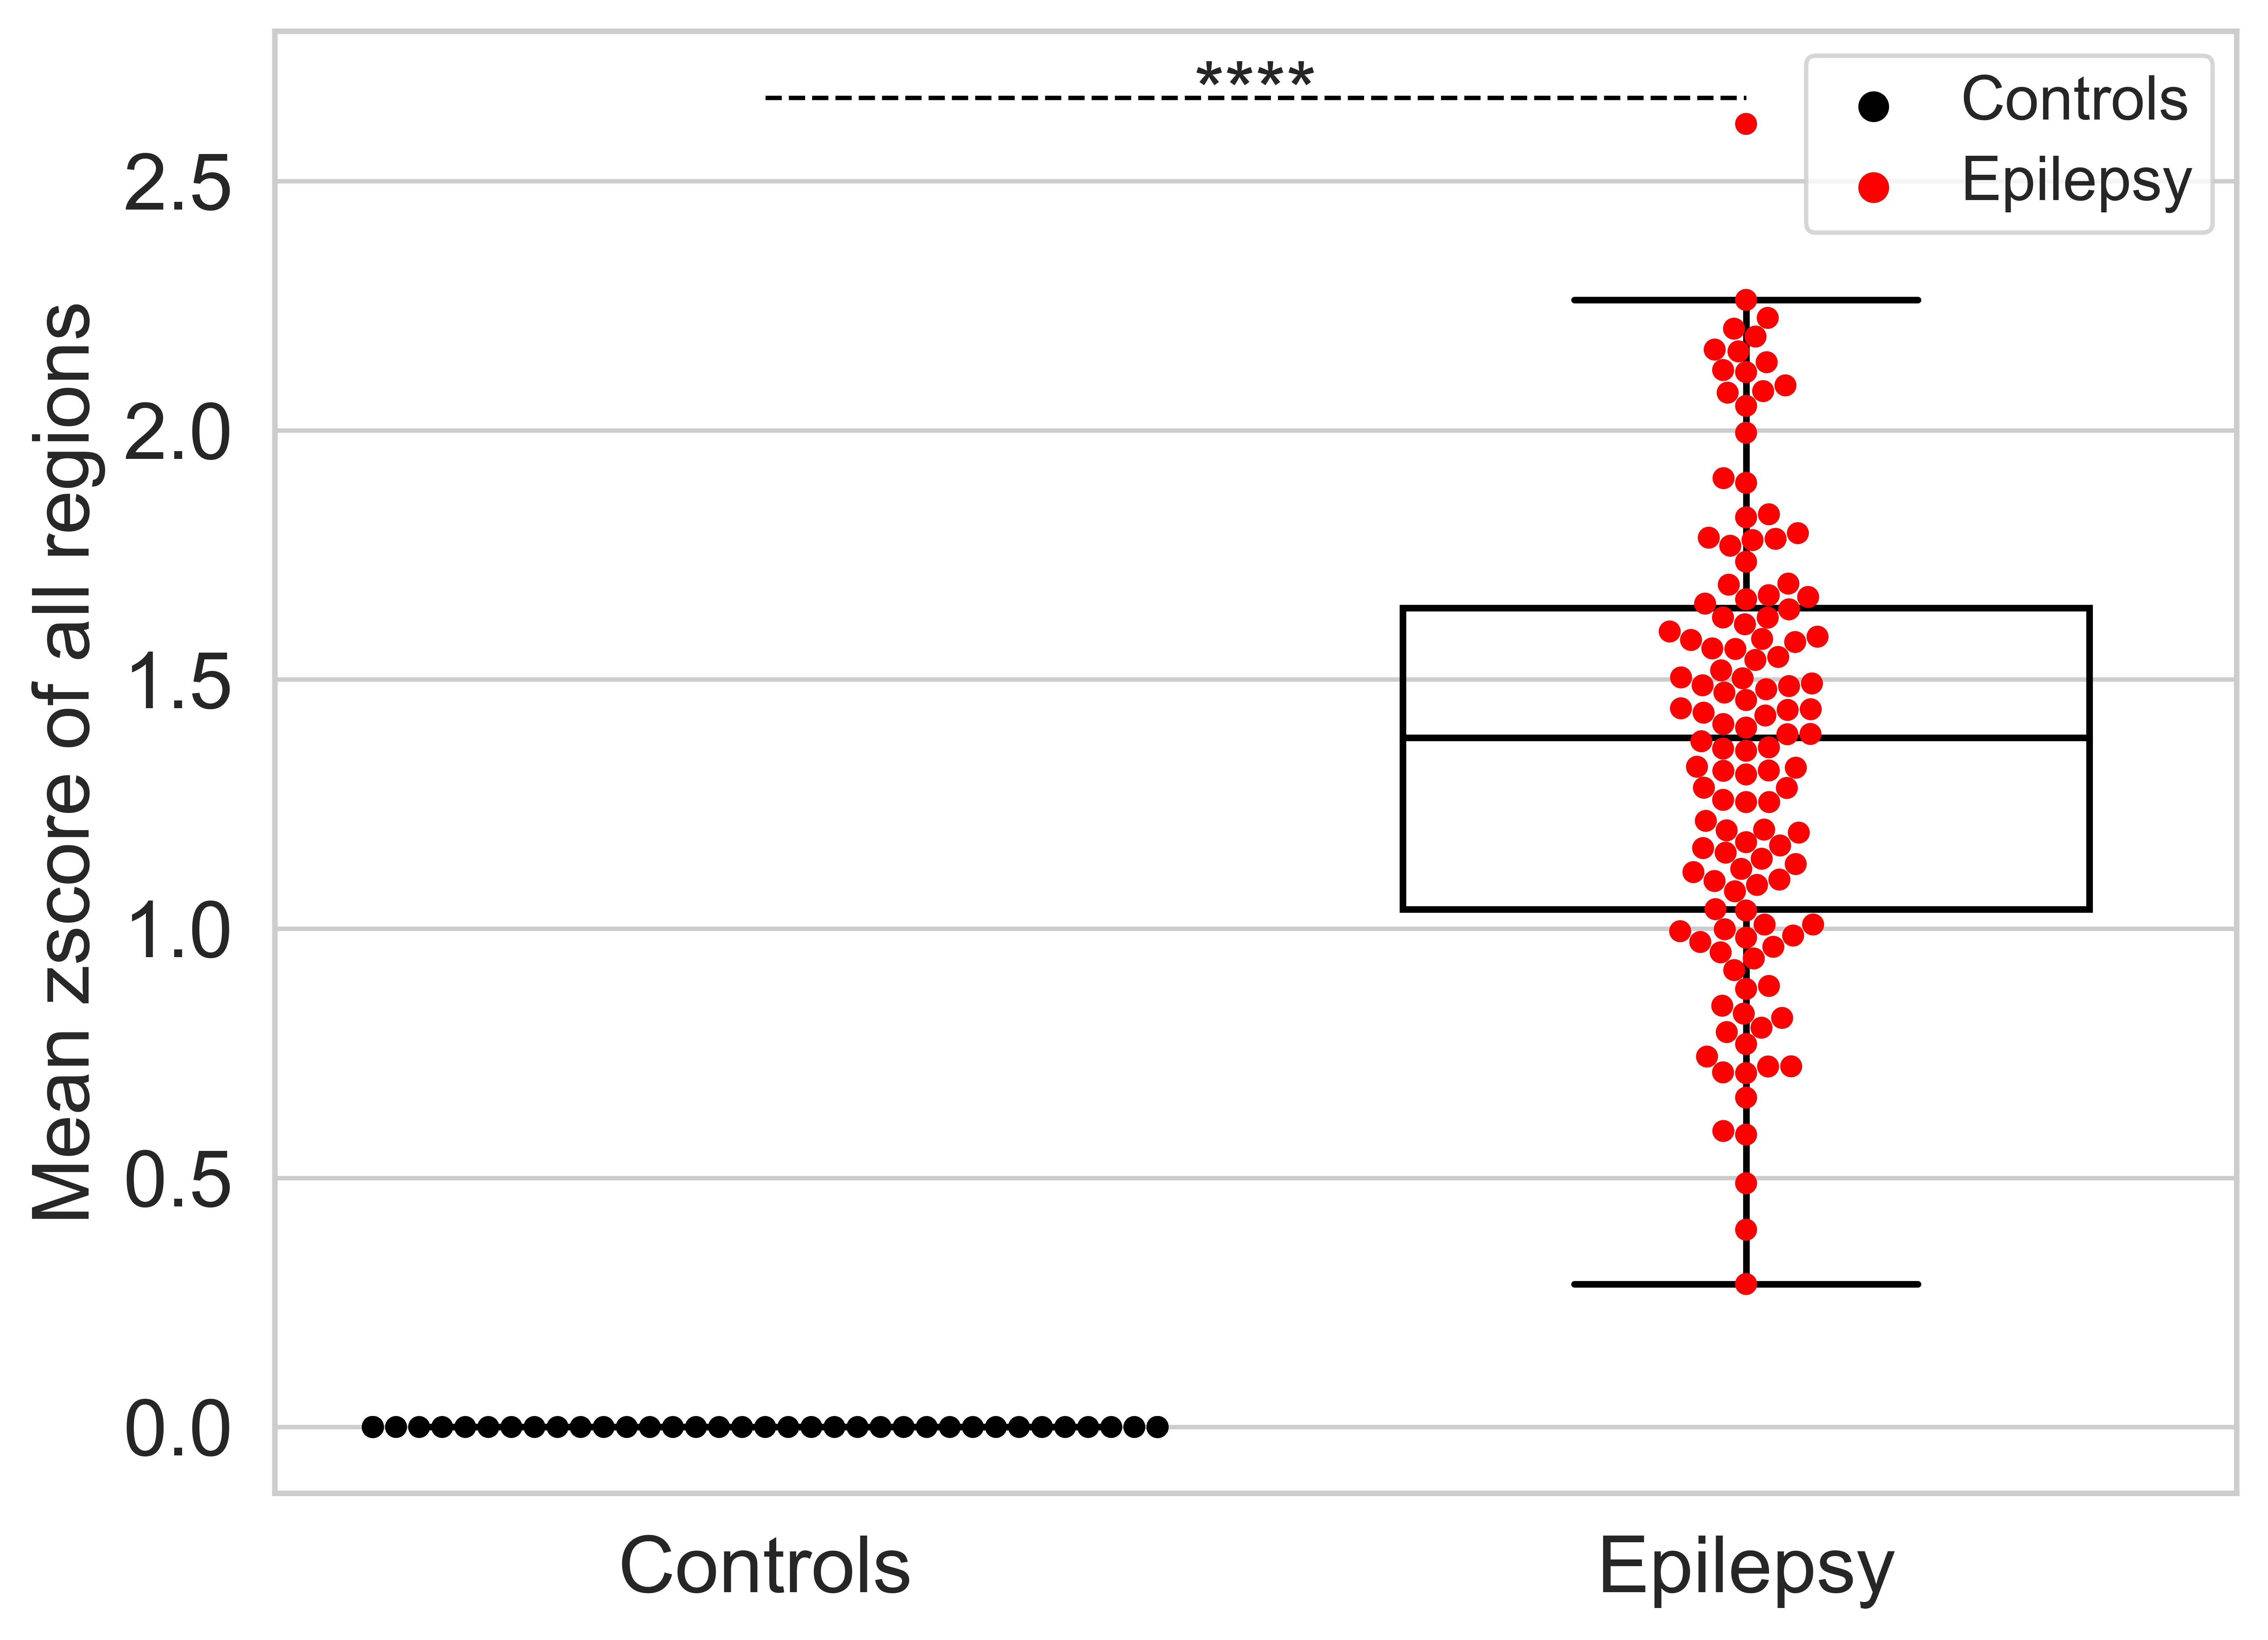 ****
Controls
Epilepsy
Mean zscore of all regions
2.5
2.0
1.5
1.0
0.5
0.0
Controls
Epilepsy